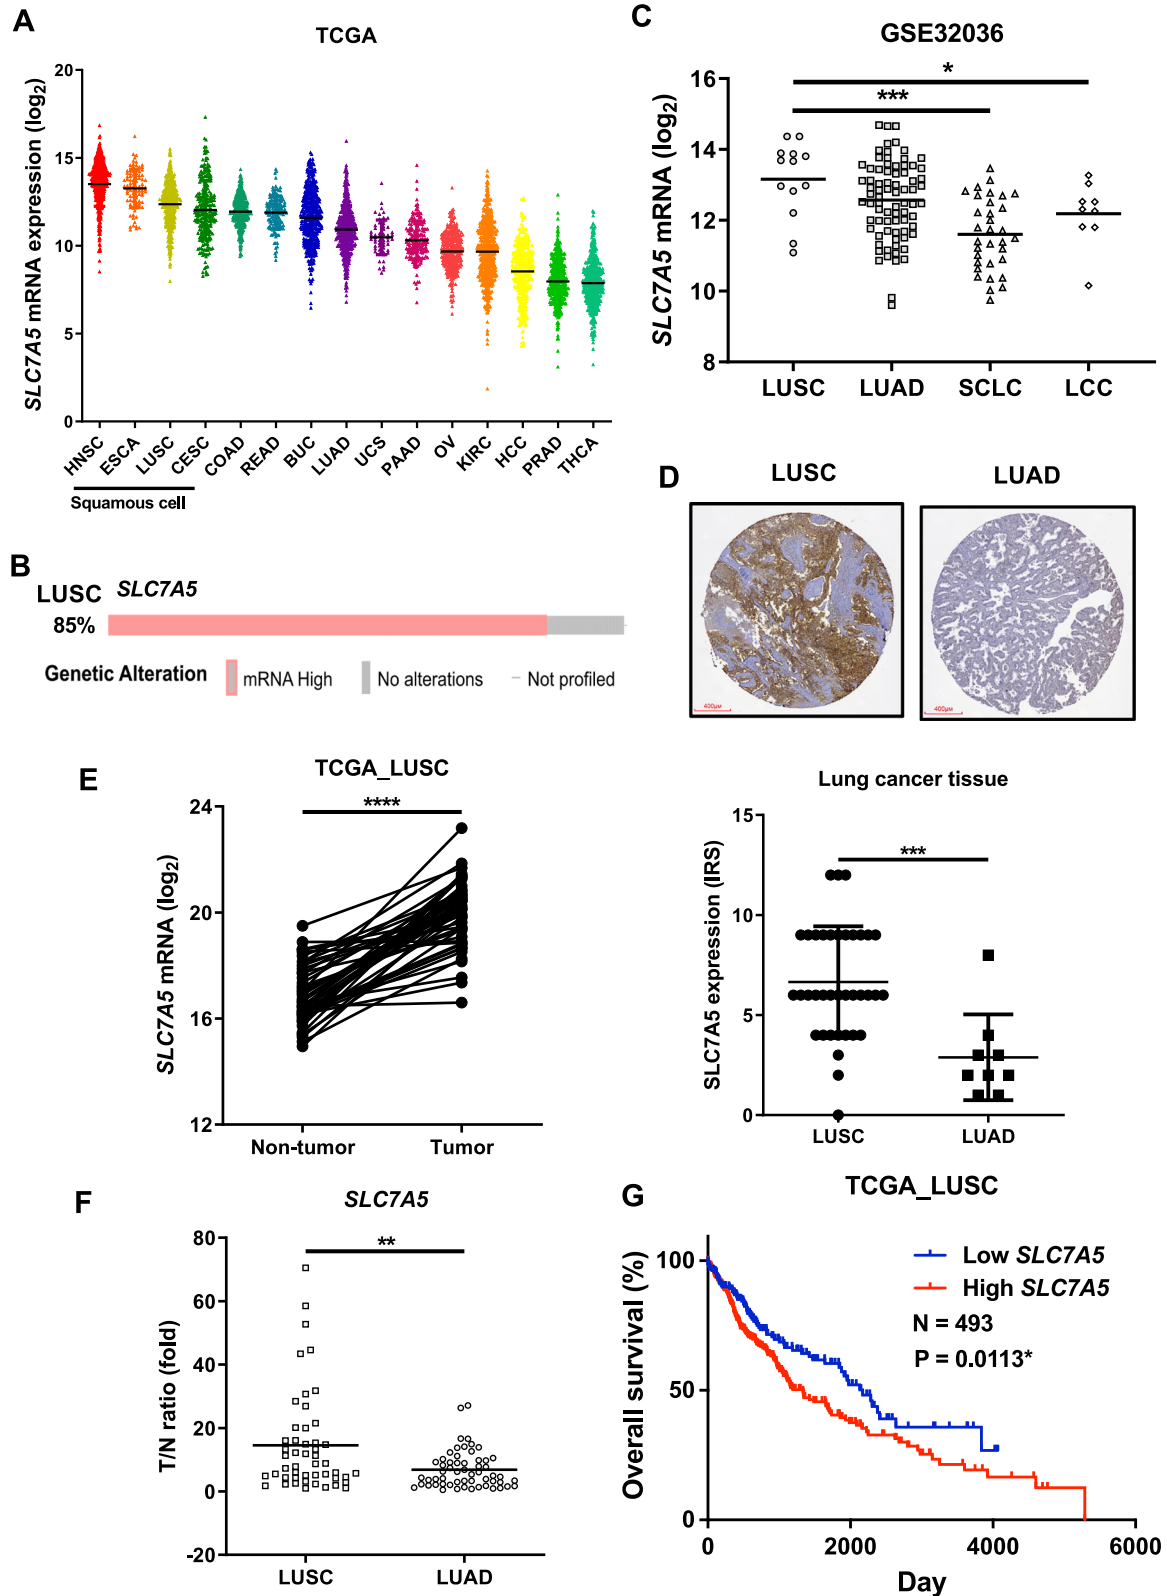 A
TCGA
SLC7A5 mRNA expression (log2)
20
15
10
5
0
HNSC
ESCA
LUSC
CESC
COAD
READ
BUC
LUAD
UCS
PAAD
OV
KIRC
HCC
PRAD
THCA
Squamous cell
B
LUSC SLC7A5
85%
Genetic Alteration mRNA High No alterations Not profiled
C
GSE32036
SLC7A5 mRNA (log2)
16
14
12
10
8
*
***
LUSC LUAD SCLC LCC
D
LUSC LUAD
400μм
400μм
Lung cancer tissue
SLC7A5 expression (IRS)
15
10
5
0
***
LUSC LUAD
E
TCGA_LUSC
SLC7A5 mRNA (log2)
24
20
16
12
****
Non-tumor Tumor
F
SLC7A5
T/N ratio (fold)
80
60
40
20
0
-20
**
LUSC LUAD
G
TCGA_LUSC
Overall survival (%)
100
50
0
Low SLC7A5
High SLC7A5
N = 493
P = 0.0113*
0 2000 4000 6000
Day